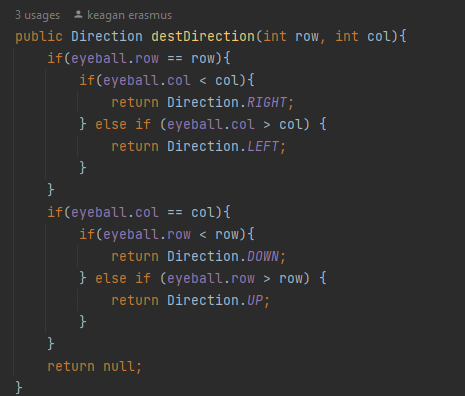 3 usages   keagan erasmus
public Direction destDirection(int row, int col){
    if(eyeball.row == row){
        if(eyeball.col < col){
            return Direction.RIGHT;
        } else if (eyeball.col > col) {
            return Direction.LEFT;
        }
    }
    if(eyeball.col == col){
        if(eyeball.row < row){
            return Direction.DOWN;
        } else if (eyeball.row > row) {
            return Direction.UP;
        }
    }
    return null;
}